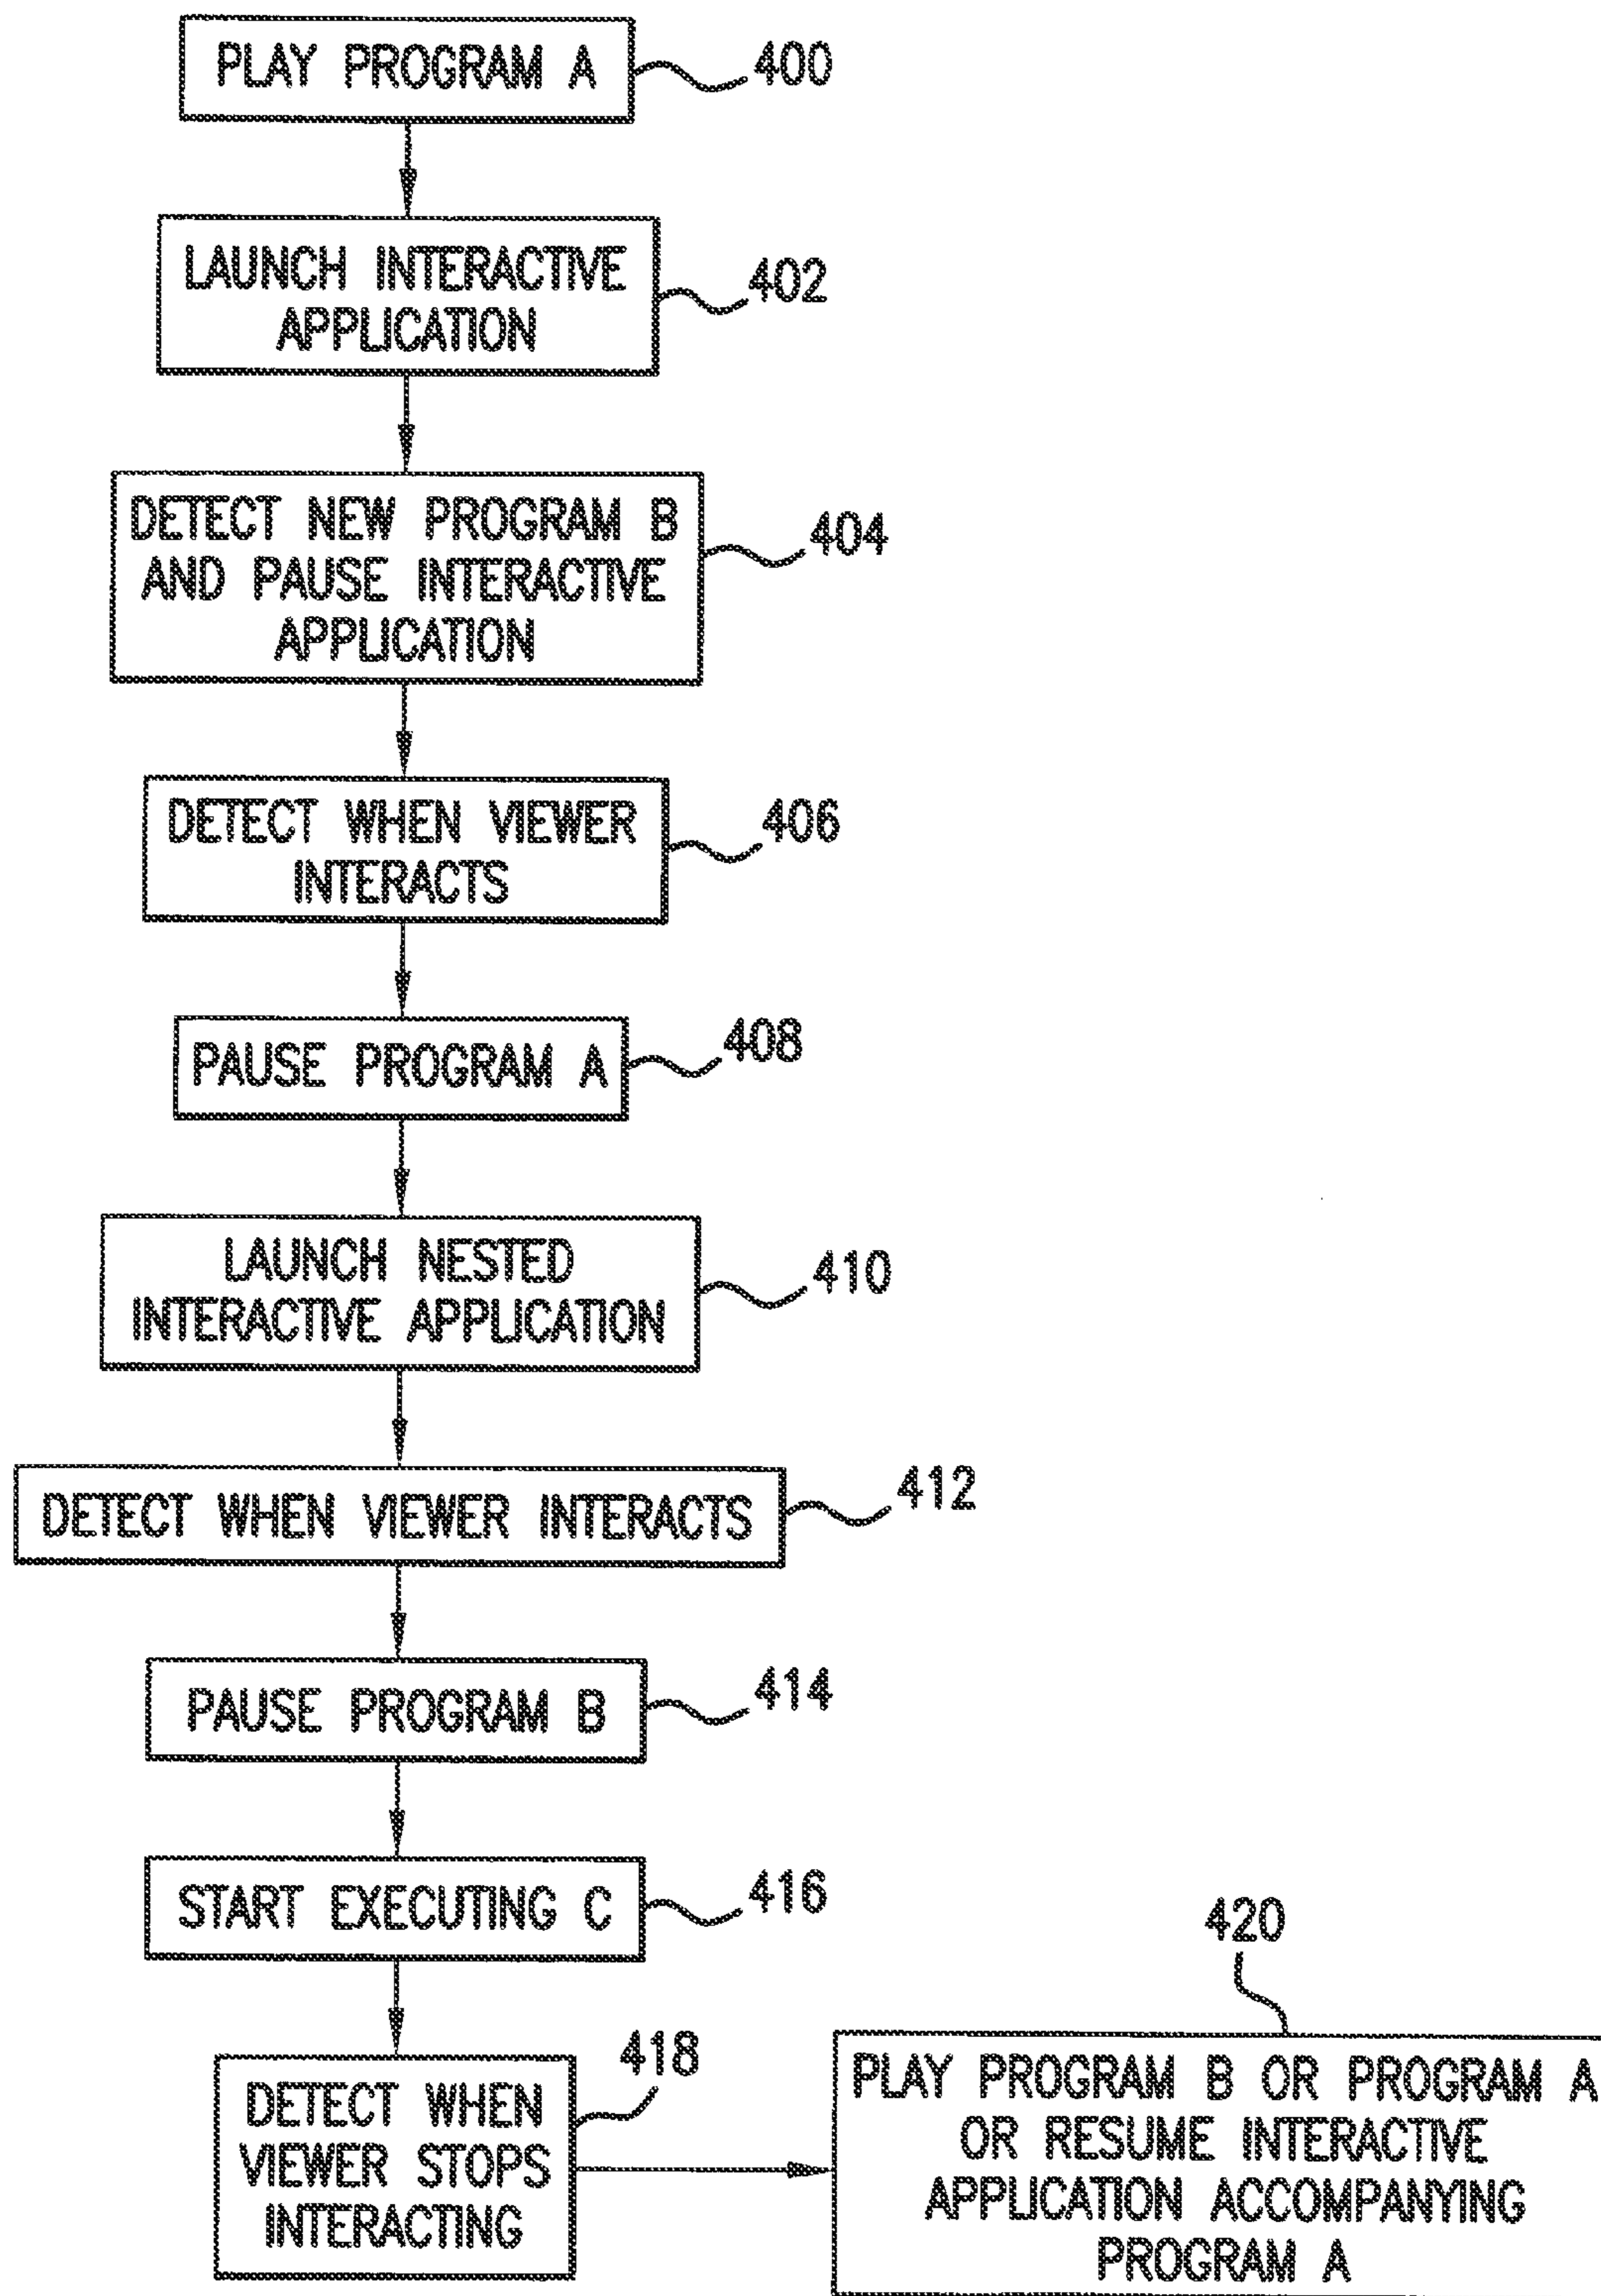 PLAY PROGRAM A
400
LAUNCH INTERACTIVE
APPLICATION
402
DETECT NEW PROGRAM B
AND PAUSE INTERACTIVE
APPLICATION
404
DETECT WHEN VIEWER
INTERACTS
406
PAUSE PROGRAM A
408
LAUNCH NESTED
INTERACTIVE APPLICATION
410
DETECT WHEN VIEWER INTERACTS
412
PAUSE PROGRAM B
414
START EXECUTING C
416
DETECT WHEN
VIEWER STOPS
INTERACTING
418
420
PLAY PROGRAM B OR PROGRAM A
OR RESUME INTERACTIVE
APPLICATION ACCOMPANYING
PROGRAM A